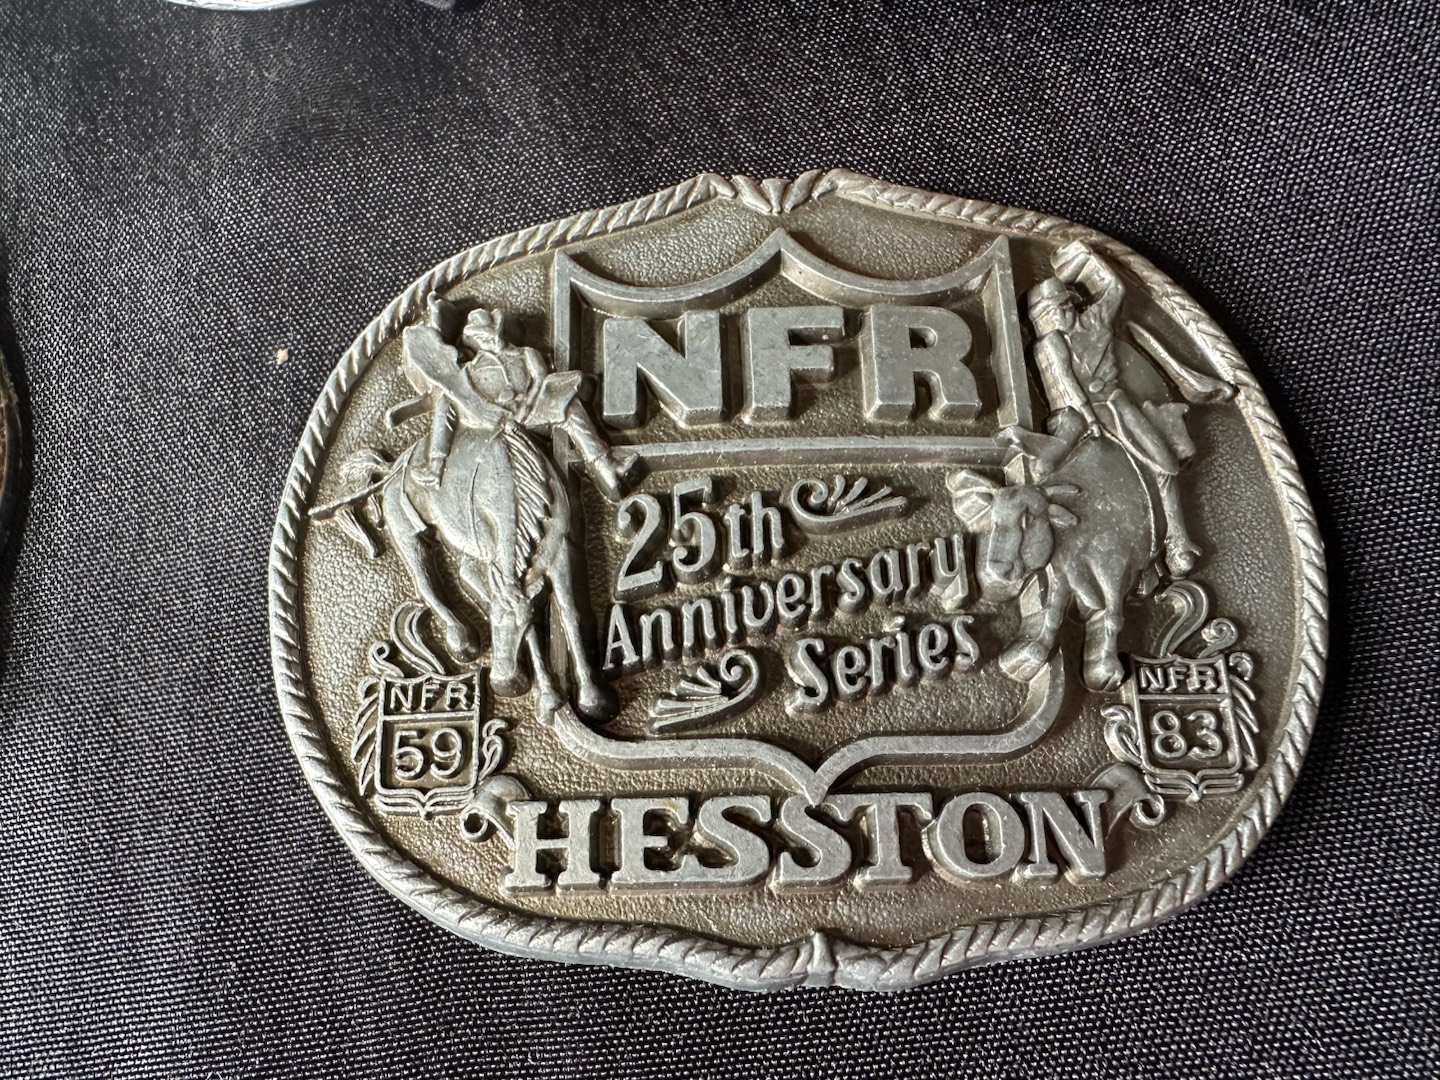 NFR
25th
Anniversary
Series
NFR
59
NFR
83
HESSTON